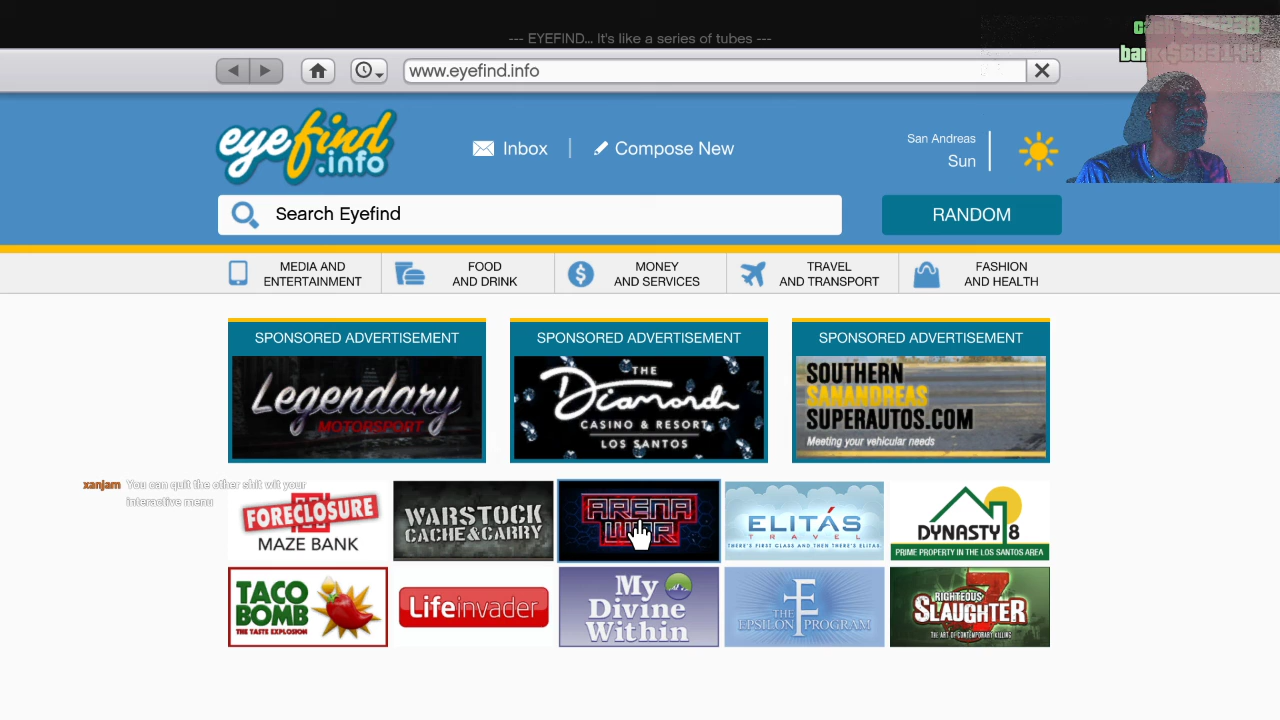 --- EYEFIND... It's like a series of tubes ---
cash $25238
bank $683144
www.eyefind.info
eyefind
.info
Inbox
Compose New
San Andreas
Sun
Search Eyefind
RANDOM
MEDIA AND
ENTERTAINMENT
FOOD
AND DRINK
MONEY
AND SERVICES
TRAVEL
AND TRANSPORT
FASHION
AND HEALTH
SPONSORED ADVERTISEMENT
Legendary
MOTORSPORT
SPONSORED ADVERTISEMENT
THE
Diamond
CASINO & RESORT
LOS SANTOS
SPONSORED ADVERTISEMENT
SOUTHERN
SANANDREAS
SUPERAUTOS.COM
Meeting your vehicular needs
xanjam You can quit the other shit wit your
interactive menu
FORECLOSURE
MAZE BANK
WARSTOCK
CACHE&CARRY
ARENA
WAR
ELITÁS
TRAVEL
THERE'S FIRST CLASS AND THEN THERE'S ELITAS
DYNASTY 8
PRIME PROPERTY IN THE LOS SANTOS AREA
TACO
BOMB
THE TASTE EXPLOSION
Lifeinvader
My
Divine
Within
THE
EPSILON PROGRAM
RIGHTEOUS
SLAUGHTER
7
THE ART OF CONTEMPORARY KILLING